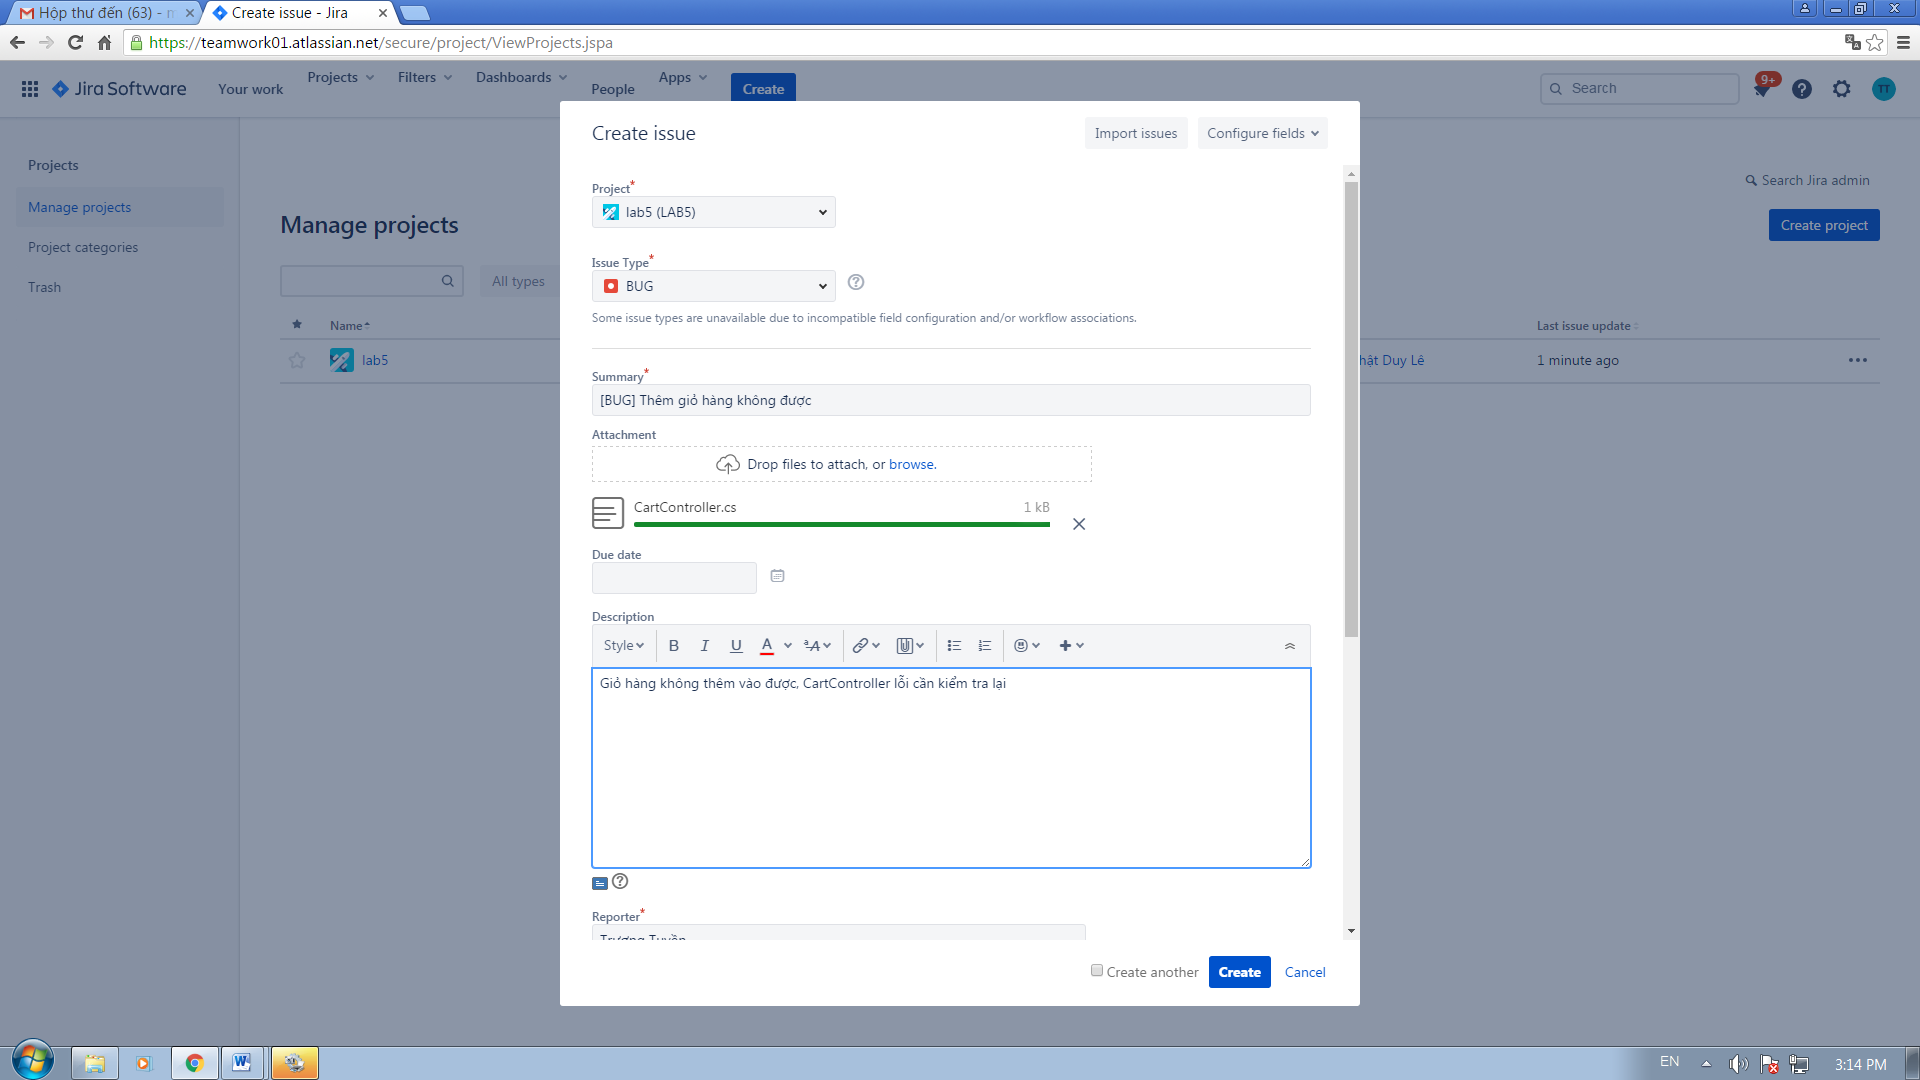 Hộp thư đến (63) - m
Create issue - Jira
https://teamwork01.atlassian.net/secure/project/ViewProjects.jspa
Jira Software
Your work
Projects
Filters
Dashboards
People
Apps
Create
Search
9+
TT
Projects
Manage projects
Project categories
Trash
Manage projects
Search Jira admin
Create project
All types
Name
Last issue update
lab5
hật Duy Lê
1 minute ago
Create issue
Import issues
Configure fields
Project*
lab5 (LAB5)
Issue Type*
BUG
Some issue types are unavailable due to incompatible field configuration and/or workflow associations.
Summary*
[BUG] Thêm giỏ hàng không được
Attachment
Drop files to attach, or browse.
CartController.cs
1 kB
Due date
Description
Style
B I U A
Giỏ hàng không thêm vào được, CartController lỗi cần kiểm tra lại
Reporter*
Trương Tuyền
Create another
Create
Cancel
EN
3:14 PM